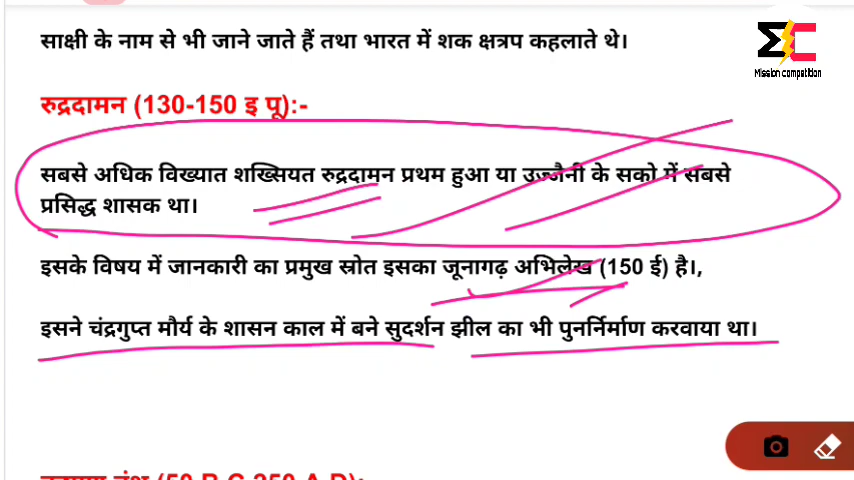 साक्षी के नाम से भी जाने जाते हैं तथा भारत में शक क्षत्रप कहलाते थे।
Mission competition
रुद्रदामन (130-150 इ पू):-
सबसे अधिक विख्यात शख्सियत रुद्रदामन प्रथम हुआ या उज्जैनी के सको में सबसे
प्रसिद्ध शासक था।
इसके विषय में जानकारी का प्रमुख स्रोत इसका जूनागढ़ अभिलेख (150 ई) है।,
इसने चंद्रगुप्त मौर्य के शासन काल में बने सुदर्शन झील का भी पुनर्निर्माण करवाया था।